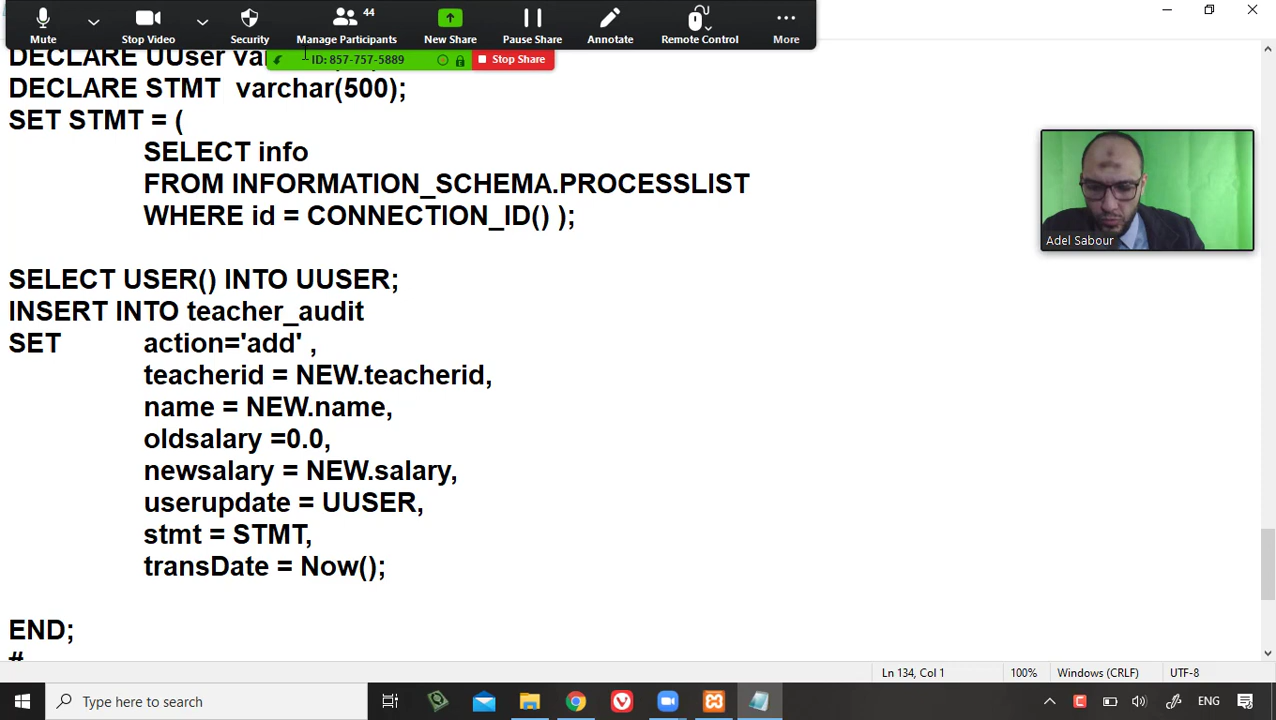 44
Mute
Stop Video
Security
Manage Participants
New Share
Pause Share
Annotate
Remote Control
More
ID: 857-757-5889
Stop Share
DECLARE UUser
DECLARE STMT varchar(500);
SET STMT = (
SELECT info
FROM INFORMATION_SCHEMA.PROCESSLIST
WHERE id = CONNECTION_ID() );
Adel Sabour
SELECT USER() INTO UUSER;
INSERT INTO teacher_audit
SET action='add' ,
teacherid = NEW.teacherid,
name = NEW.name,
oldsalary =0.0,
newsalary = NEW.salary,
userupdate = UUSER,
stmt = STMT,
transDate = Now();
END;
#
Ln 134, Col 1
100%
Windows (CRLF)
UTF-8
Type here to search
ENG